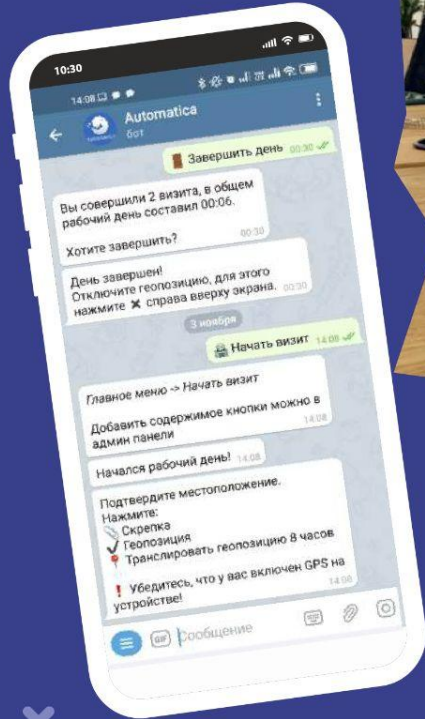 10:30
14:08
Automatica
бот
Завершить день 00:30
Вы совершили 2 визита, в общем
рабочий день составил 00:06.
Хотите завершить? 00:30
День завершен!
Отключите геопозицию, для этого
нажмите ✖ справа вверху экрана. 00:30
3 ноября
Начать визит 14:08
Главное меню -> Начать визит
Добавить содержимое кнопки можно в
админ панели 14:08
Начался рабочий день! 14:08
Подтвердите местоположение.
Нажмите:
📎 Скрепка
✔ Геопозиция
📍 Транслировать геопозицию 8 часов
❗ Убедитесь, что у вас включен GPS на
устройстве! 14:08
GIF Сообщение